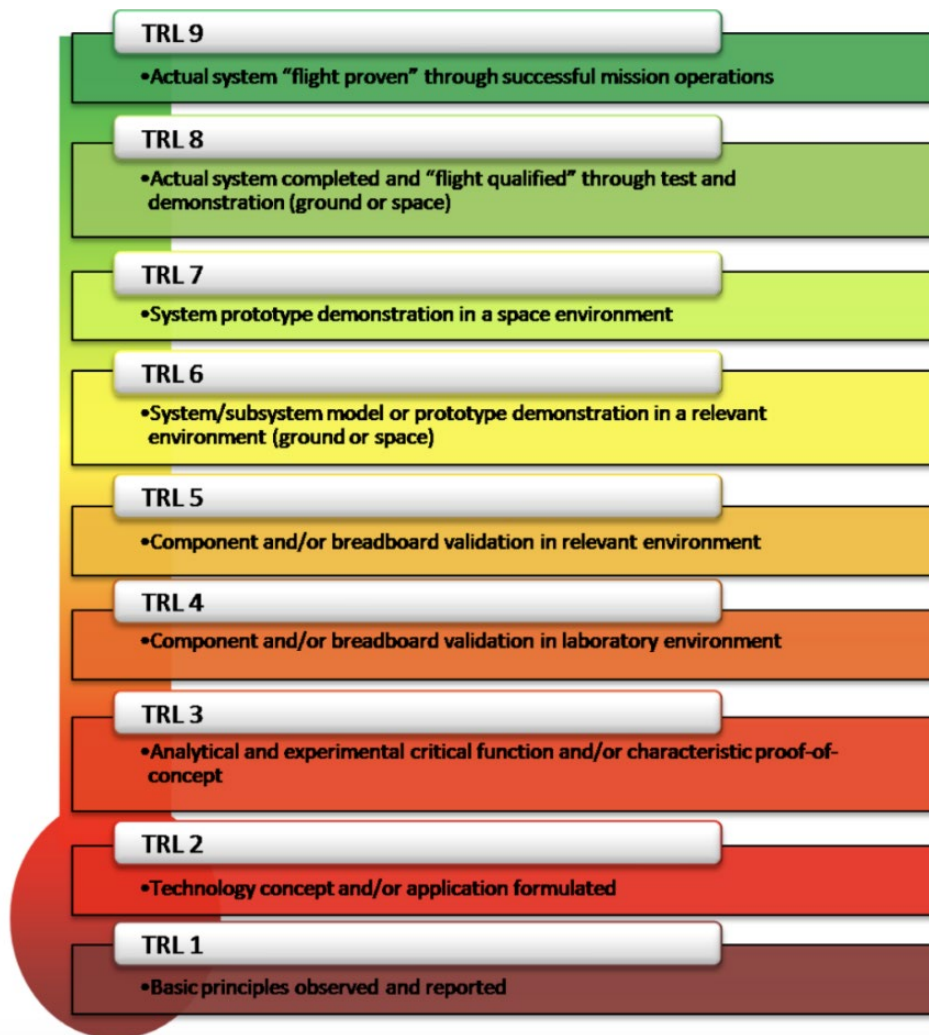 TRL 9
•Actual system “flight proven” through successful mission operations
TRL 8
•Actual system completed and “flight qualified” through test and
demonstration (ground or space)
TRL 7
•System prototype demonstration in a space environment
TRL 6
•System/subsystem model or prototype demonstration in a relevant
environment (ground or space)
TRL 5
•Component and/or breadboard validation in relevant environment
TRL 4
•Component and/or breadboard validation in laboratory environment
TRL 3
•Analytical and experimental critical function and/or characteristic proof-of-
concept
TRL 2
•Technology concept and/or application formulated
TRL 1
•Basic principles observed and reported